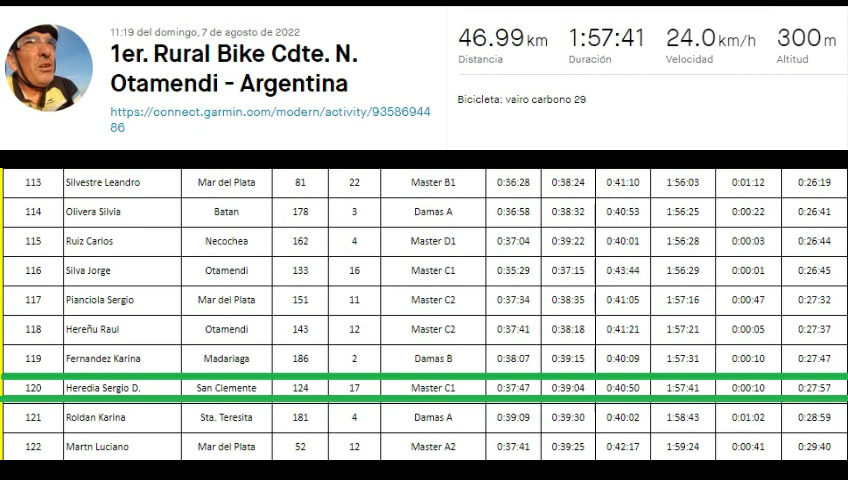 11:19 del domingo, 7 de agosto de 2022
1er. Rural Bike Cdte. N.
Otamendi - Argentina
https://connect.garmin.com/modern/activity/93586944
86
46.99 km 1:57:41 24.0 km/h 300 m
Distancia Duración Velocidad Altitud
Bicicleta: vairo carbono 29
113 Silvestre Leandro Mar del Plata 81 22 Master B1 0:36:28 0:38:24 0:41:10 1:56:03 0:01:12 0:26:19
114 Olivera Silvia Batan 178 3 Damas A 0:36:58 0:38:32 0:40:53 1:56:25 0:00:22 0:26:41
115 Ruiz Carlos Necochea 162 4 Master D1 0:37:04 0:39:22 0:40:01 1:56:28 0:00:03 0:26:44
116 Silva Jorge Otamendi 133 16 Master C1 0:35:29 0:37:15 0:43:44 1:56:29 0:00:01 0:26:45
117 Pianciola Sergio Mar del Plata 151 11 Master C2 0:37:34 0:38:35 0:41:05 1:57:16 0:00:47 0:27:32
118 Hereñu Raul Otamendi 143 12 Master C2 0:37:41 0:38:18 0:41:21 1:57:21 0:00:05 0:27:37
119 Fernandez Karina Madariaga 186 2 Damas B 0:38:07 0:39:15 0:40:09 1:57:31 0:00:10 0:27:47
120 Heredia Sergio D. San Clemente 124 17 Master C1 0:37:47 0:39:04 0:40:50 1:57:41 0:00:10 0:27:57
121 Roldan Karina Sta. Teresita 181 4 Damas A 0:39:09 0:39:30 0:40:02 1:58:43 0:01:02 0:28:59
122 Martn Luciano Mar del Plata 52 12 Master A2 0:37:41 0:39:25 0:42:17 1:59:24 0:00:41 0:29:40